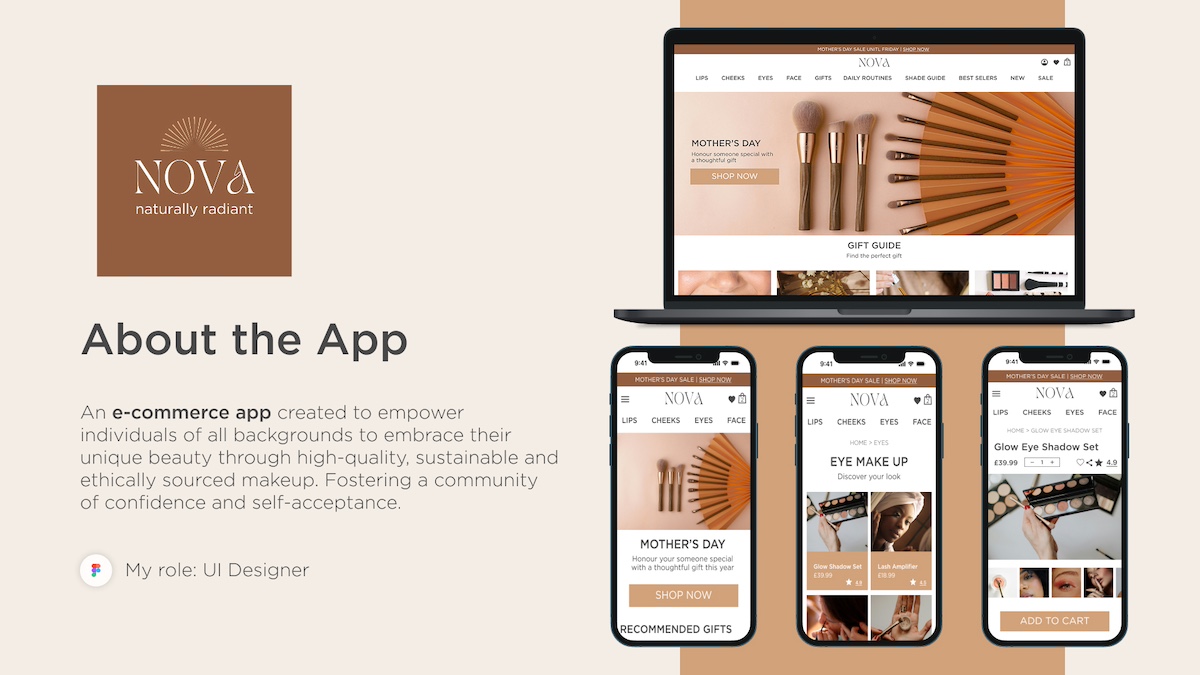 NOVA
naturally radiant
About the App
An e-commerce app created to empower
individuals of all backgrounds to embrace their
unique beauty through high-quality, sustainable and
ethically sourced makeup. Fostering a community
of confidence and self-acceptance.
My role: UI Designer
MOTHER'S DAY SALE UNITL FRIDAY | SHOP NOW
NOVA
LIPS CHEEKS EYES FACE GIFTS DAILY ROUTINES SHADE GUIDE BEST SELERS NEW SALE
MOTHER'S DAY
Honour someone special with
a thoughtful gift
SHOP NOW
GIFT GUIDE
Find the perfect gift
9:41
MOTHER'S DAY SALE | SHOP NOW
NOVA
2
LIPS CHEEKS EYES FACE
MOTHER'S DAY
Honour your someone special
with a thoughtful gift this year
SHOP NOW
RECOMMENDED GIFTS
9:41
MOTHER'S DAY SALE | SHOP NOW
NOVA
2
LIPS CHEEKS EYES FACE
HOME > EYES
EYE MAKE UP
Discover your look
Glow Shadow Set
£39.99
4.9
Lash Amplifier
£18.99
9:41
MOTHER'S DAY SALE | SHOP NOW
NOVA
2
LIPS CHEEKS EYES FACE
HOME > GLOW EYE SHADOW SET
Glow Eye Shadow Set
£39.99 − 1 + 4.9
ADD TO CART